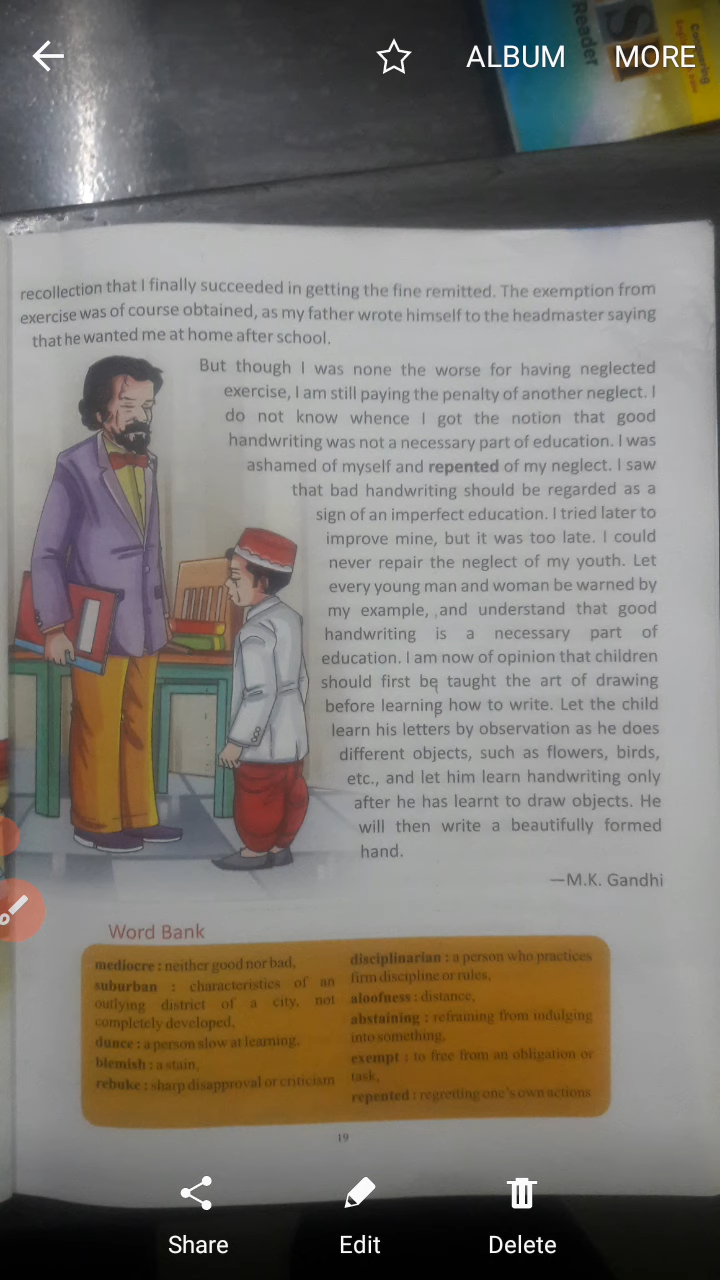 ALBUM
MORE
Reader
recollection that I finally succeeded in getting the fine remitted. The exemption from
exercise was of course obtained, as my father wrote himself to the headmaster saying
that he wanted me at home after school.
But though I was none the worse for having neglected
exercise, I am still paying the penalty of another neglect. I
do not know whence I got the notion that good
handwriting was not a necessary part of education. I was
ashamed of myself and repented of my neglect. I saw
that bad handwriting should be regarded as a
sign of an imperfect education. I tried later to
improve mine, but it was too late. I could
never repair the neglect of my youth. Let
every young man and woman be warned by
my example, and understand that good
handwriting is a necessary part of
education. I am now of opinion that children
should first be taught the art of drawing
before learning how to write. Let the child
learn his letters by observation as he does
different objects, such as flowers, birds,
etc., and let him learn handwriting only
after he has learnt to draw objects. He
will then write a beautifully formed
hand.
—M.K. Gandhi
Word Bank
mediocre : neither good nor bad,
suburban : characteristics of an
outlying district of a city, not
completely developed,
dunce : a person slow at learning,
blemish : a stain,
rebuke : sharp disapproval or criticism
disciplinarian : a person who practices
firm discipline or rules,
aloofness : distance,
abstaining : refraining from indulging
into something,
exempt : to free from an obligation or
task,
repented : regretting one's own actions
19
Share
Edit
Delete